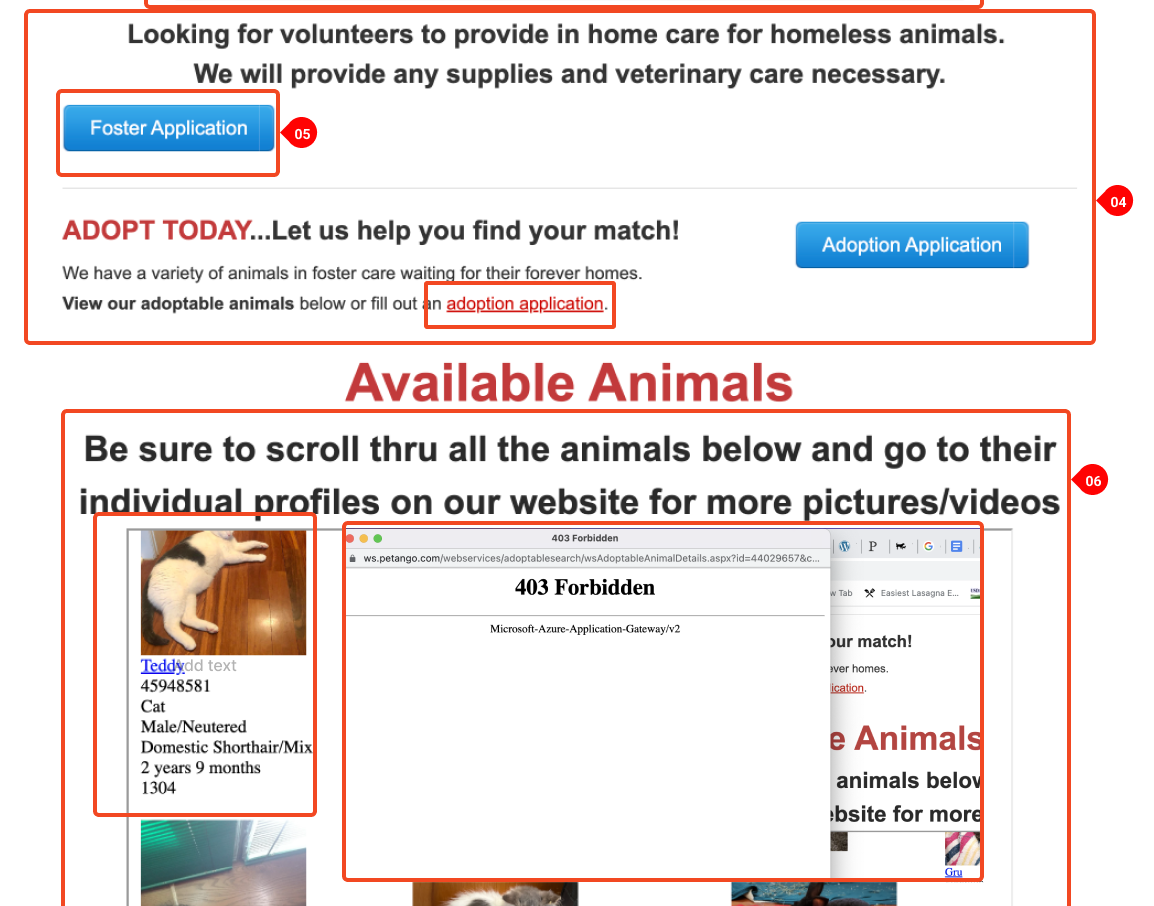 Looking for volunteers to provide in home care for homeless animals.
We will provide any supplies and veterinary care necessary.
Foster Application
05
04
ADOPT TODAY...Let us help you find your match!
Adoption Application
We have a variety of animals in foster care waiting for their forever homes.
View our adoptable animals below or fill out an adoption application.
Available Animals
Be sure to scroll thru all the animals below and go to their
individual profiles on our website for more pictures/videos
06
403 Forbidden
ws.petango.com/webservices/adoptablesearch/wsAdoptableAnimalDetails.aspx?id=44029657&c...
403 Forbidden
Microsoft-Azure-Application-Gateway/v2
P
G
w Tab
Easiest Lasagna E...
our match!
ever homes.
ication.
e Animals
animals below
ebsite for more
Gru
Teddy
dd text
45948581
Cat
Male/Neutered
Domestic Shorthair/Mix
2 years 9 months
1304